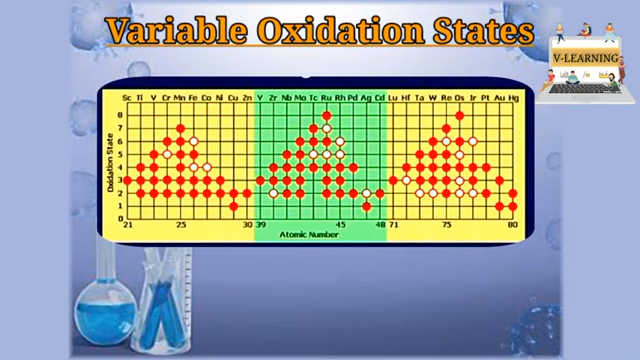 Variable Oxidation States
V-LEARNING
Sc Ti V Cr Mn Fe Co Ni Cu Zn Y Zr Nb Mo Tc Ru Rh Pd Ag Cd Lu Hf Ta W Re Os Ir Pt Au Hg
Oxidation State
8
7
6
5
4
3
2
1
0
21 25 30 39 45 48 71 75 80
Atomic Number